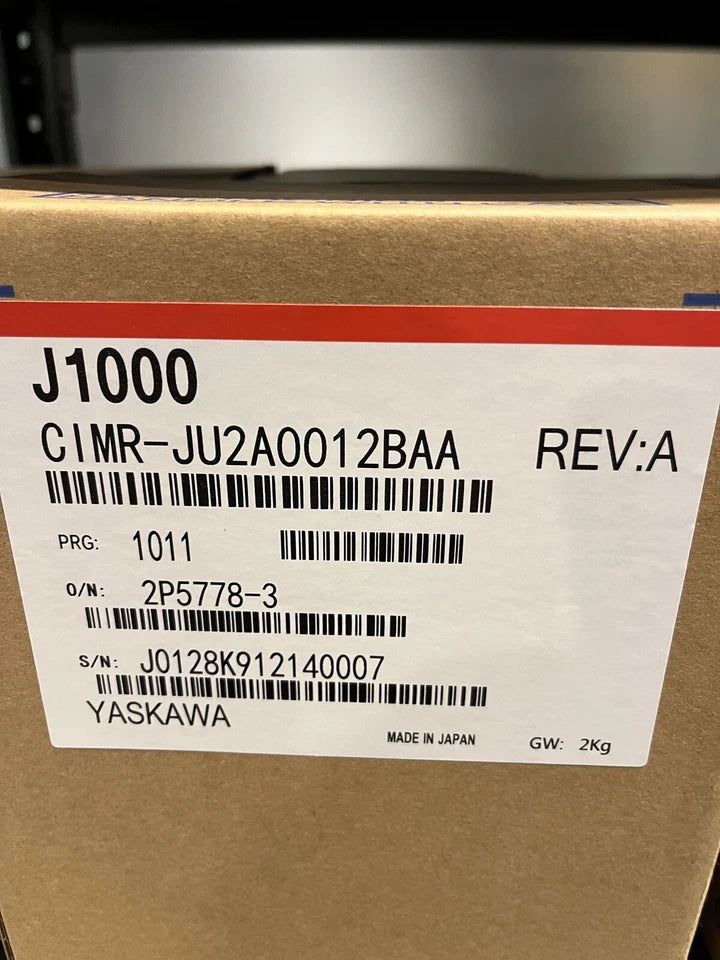 J1000
CIMR-JU2A0012BAA REV:A
PRG: 1011
O/N: 2P5778-3
S/N: J0128K912140007
YASKAWA
MADE IN JAPAN GW: 2Kg